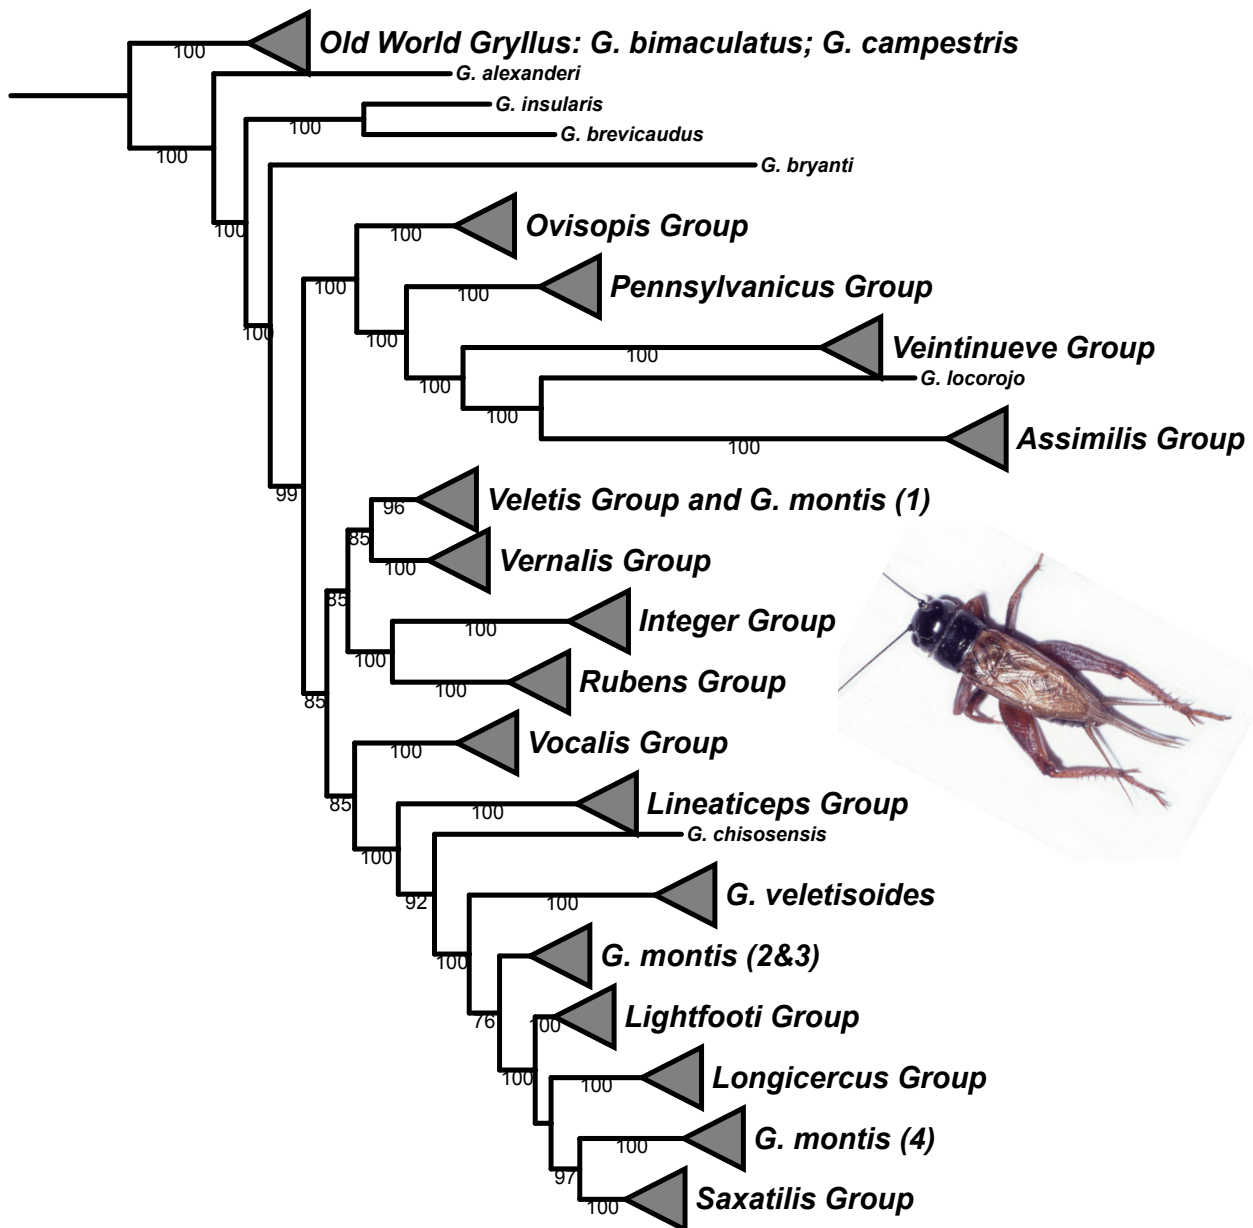 100
Old World Gryllus: G. bimaculatus; G. campestris
G. alexanderi
G. insularis
100
G. brevicaudus
100
G. bryanti
Ovisopis Group
100
100
Pennsylvanicus Group
100
100
100
Veintinueve Group
100
100
G. locorojo
100
100
Assimilis Group
100
99
Veletis Group and G. montis (1)
96
85
Vernalis Group
100
85
Integer Group
100
100
Rubens Group
100
85
Vocalis Group
100
85
Lineaticeps Group
100
G. chisosensis
100
G. veletisoides
100
92
G. montis (2&3)
100
Lightfooti Group
100
76
Longicercus Group
100
100
G. montis (4)
100
97
Saxatilis Group
100